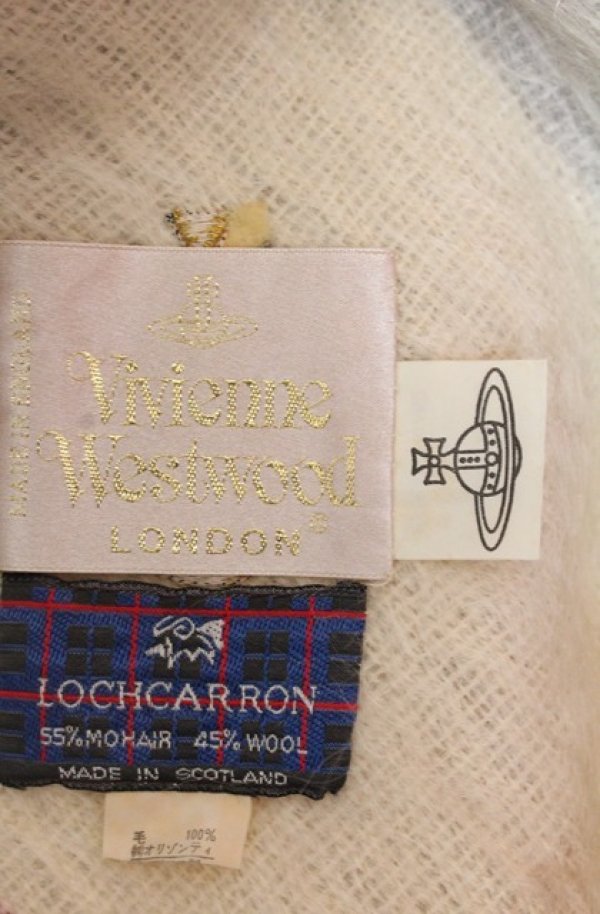 MADE IN ENGLAND
Vivienne
Westwood
LONDON®
LOCHCARRON
55% MOHAIR 45% WOOL
MADE IN SCOTLAND
毛 100%
㈱オリゾンティ